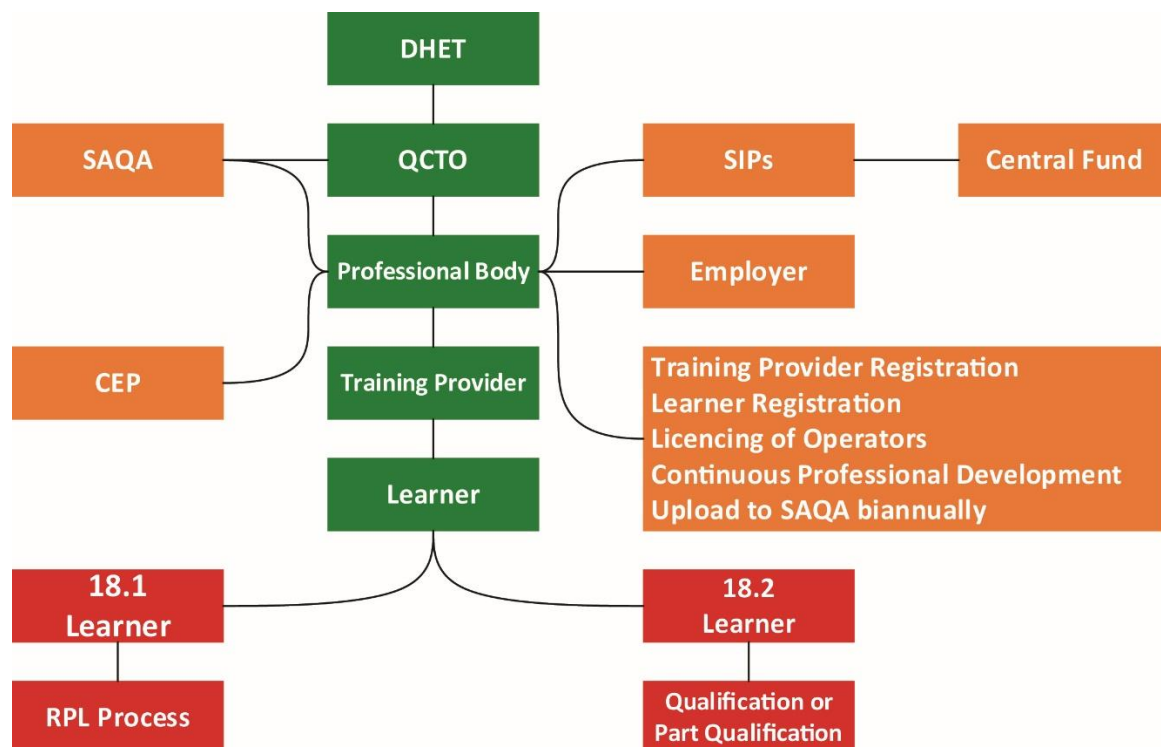 DHET
SAQA
QCTO
SIPs
Central Fund
Professional Body
Employer
CEP
Training Provider
Training Provider Registration
Learner Registration
Licencing of Operators
Continuous Professional Development
Upload to SAQA biannually
Learner
18.1
Learner
18.2
Learner
RPL Process
Qualification or
Part Qualification